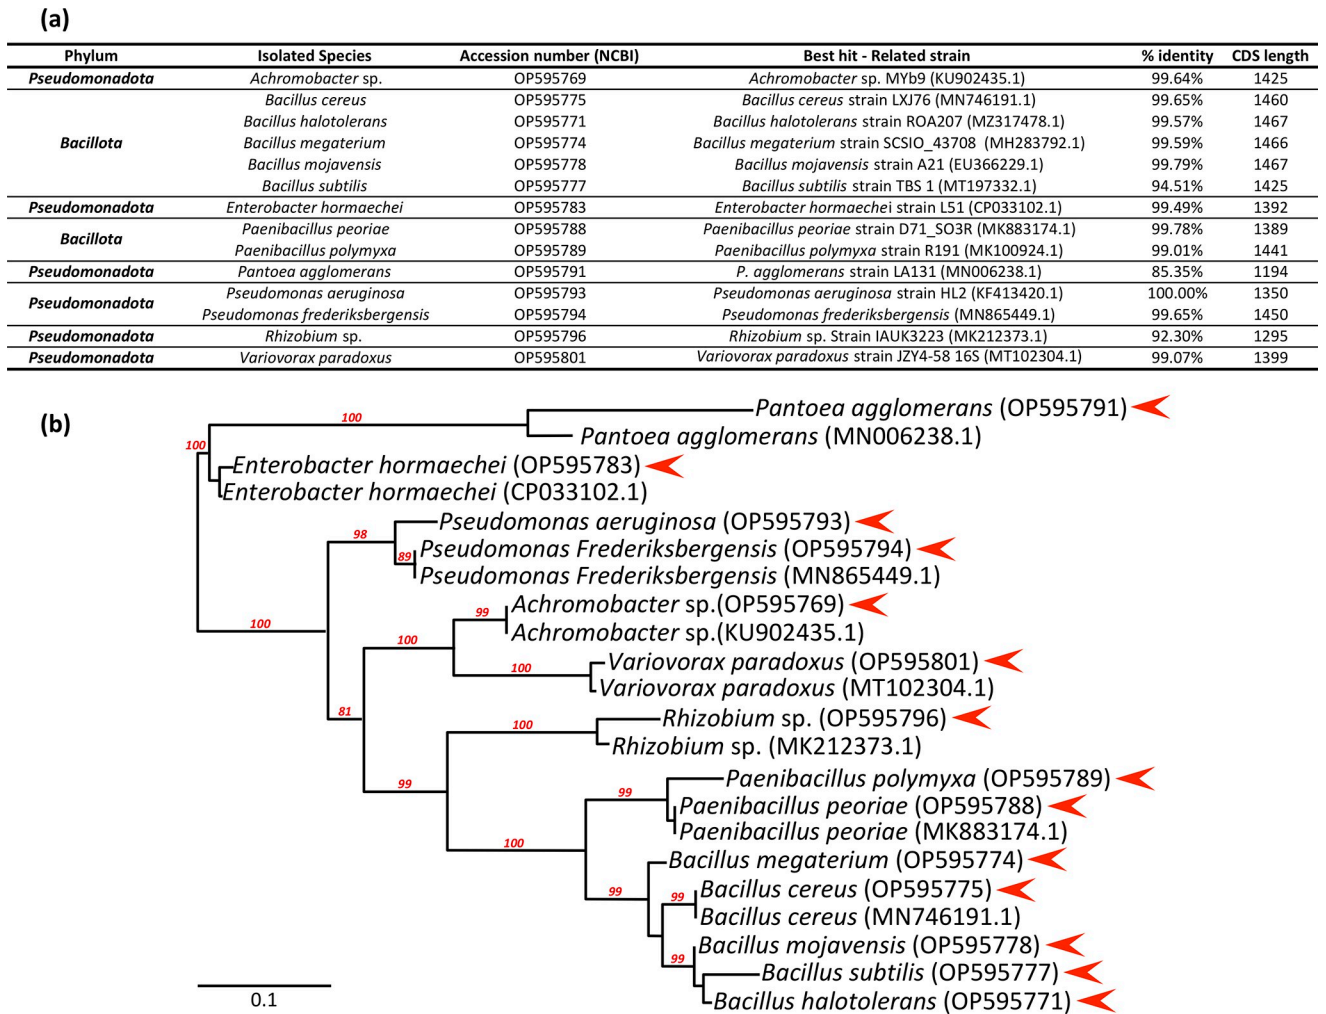 (a)
Phylum Isolated Species Accession number (NCBI) Best hit - Related strain % identity CDS length
Pseudomonadota Achromobacter sp. OP595769 Achromobacter sp. MYb9 (KU902435.1) 99.64% 1425
Bacillus cereus OP595775 Bacillus cereus strain LXJ76 (MN746191.1) 99.65% 1460
Bacillus halotolerans OP595771 Bacillus halotolerans strain ROA207 (MZ317478.1) 99.57% 1467
Bacillota Bacillus megaterium OP595774 Bacillus megaterium strain SCSIO_43708 (MH283792.1) 99.59% 1466
Bacillus mojavensis OP595778 Bacillus mojavensis strain A21 (EU366229.1) 99.79% 1467
Bacillus subtilis OP595777 Bacillus subtilis strain TBS 1 (MT197332.1) 94.51% 1425
Pseudomonadota Enterobacter hormaechei OP595783 Enterobacter hormaechei strain L51 (CP033102.1) 99.49% 1392
Bacillota Paenibacillus peoriae OP595788 Paenibacillus peoriae strain D71_SO3R (MK883174.1) 99.78% 1389
Paenibacillus polymyxa OP595789 Paenibacillus polymyxa strain R191 (MK100924.1) 99.01% 1441
Pseudomonadota Pantoea agglomerans OP595791 P. agglomerans strain LA131 (MN006238.1) 85.35% 1194
Pseudomonadota Pseudomonas aeruginosa OP595793 Pseudomonas aeruginosa strain HL2 (KF413420.1) 100.00% 1350
Pseudomonas frederiksbergensis OP595794 Pseudomonas frederiksbergensis (MN865449.1) 99.65% 1450
Pseudomonadota Rhizobium sp. OP595796 Rhizobium sp. Strain IAUK3223 (MK212373.1) 92.30% 1295
Pseudomonadota Variovorax paradoxus OP595801 Variovorax paradoxus strain JZY4-58 16S (MT102304.1) 99.07% 1399
(b)
Pantoea agglomerans (OP595791)
100
Pantoea agglomerans (MN006238.1)
100
Enterobacter hormaechei (OP595783)
Enterobacter hormaechei (CP033102.1)
Pseudomonas aeruginosa (OP595793)
98
Pseudomonas Frederiksbergensis (OP595794)
89
Pseudomonas Frederiksbergensis (MN865449.1)
Achromobacter sp.(OP595769)
99
100
Achromobacter sp.(KU902435.1)
100
Variovorax paradoxus (OP595801)
100
Variovorax paradoxus (MT102304.1)
81
Rhizobium sp. (OP595796)
100
Rhizobium sp. (MK212373.1)
99
Paenibacillus polymyxa (OP595789)
99
Paenibacillus peoriae (OP595788)
Paenibacillus peoriae (MK883174.1)
100
Bacillus megaterium (OP595774)
99
Bacillus cereus (OP595775)
99
Bacillus cereus (MN746191.1)
Bacillus mojavensis (OP595778)
99
Bacillus subtilis (OP595777)
Bacillus halotolerans (OP595771)
0.1